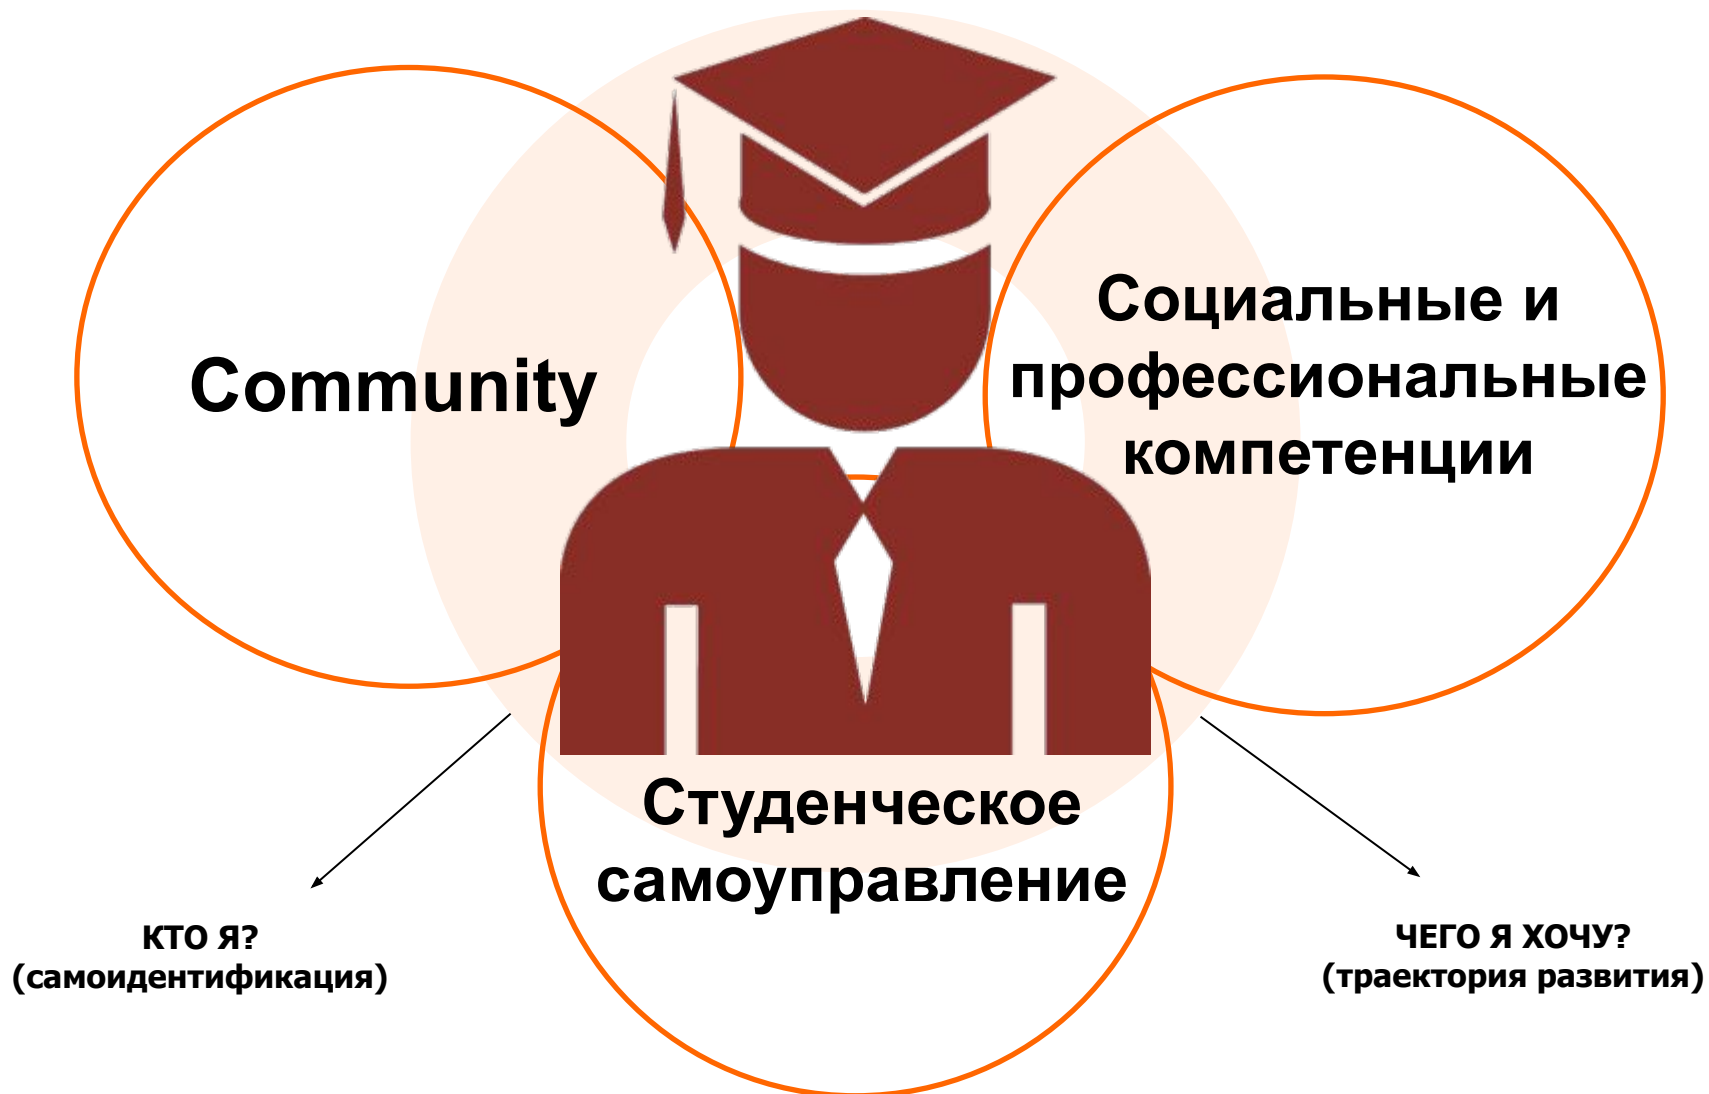 Community
Социальные и
профессиональные
компетенции
Студенческое
самоуправление
КТО Я?
(самоидентификация)
ЧЕГО Я ХОЧУ?
(траектория развития)